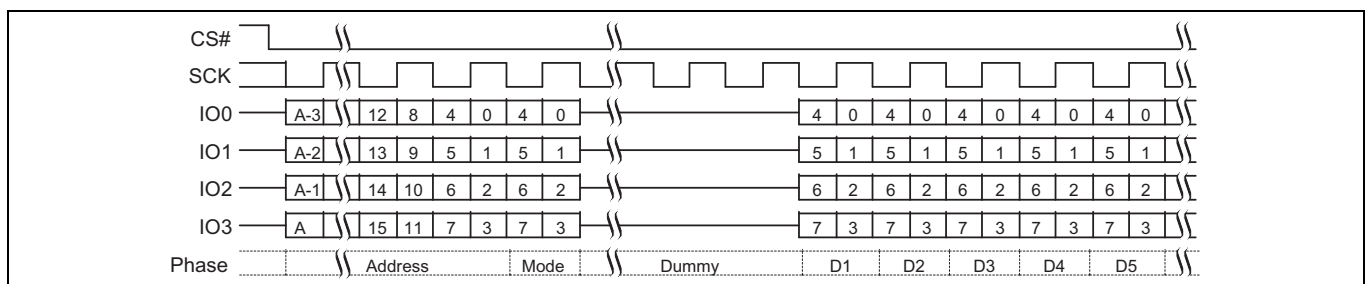 CS#
SCK
IO0 A-3 12 8 4 0 4 0 4 0 4 0 4 0 4 0 4 0
IO1 A-2 13 9 5 1 5 1 5 1 5 1 5 1 5 1 5 1
IO2 A-1 14 10 6 2 6 2 6 2 6 2 6 2 6 2 6 2
IO3 A 15 11 7 3 7 3 7 3 7 3 7 3 7 3 7 3
Phase Address Mode Dummy D1 D2 D3 D4 D5